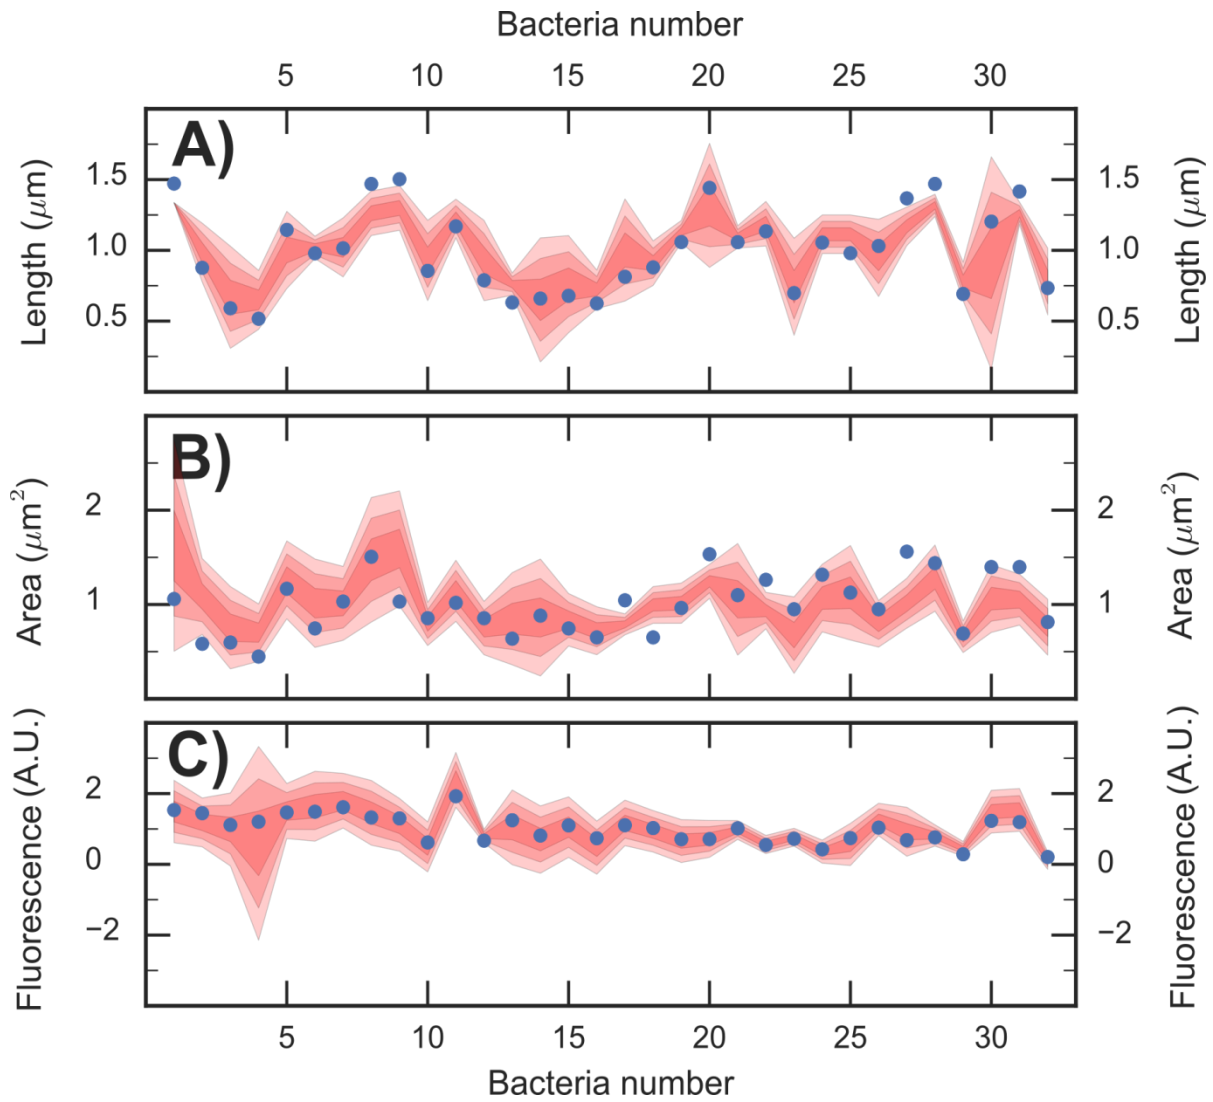 Bacteria number
5 10 15 20 25 30
A)
Length (μm)
1.5
1.0
0.5
1.5
1.0
0.5
Length (μm)
B)
Area (μm²)
2
1
2
1
Area (μm²)
C)
Fluorescence (A.U.)
2
0
−2
2
0
−2
Fluorescence (A.U.)
5 10 15 20 25 30
Bacteria number